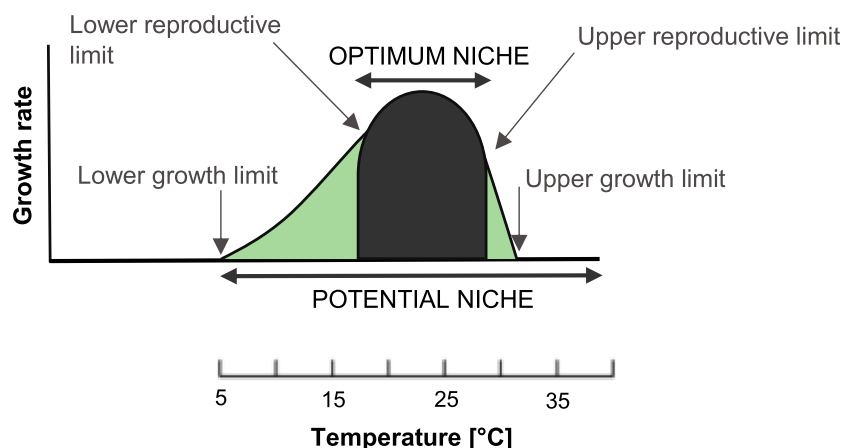 Lower reproductive
limit
OPTIMUM NICHE
Upper reproductive limit
Growth rate
Lower growth limit
Upper growth limit
POTENTIAL NICHE
5 15 25 35
Temperature [°C]